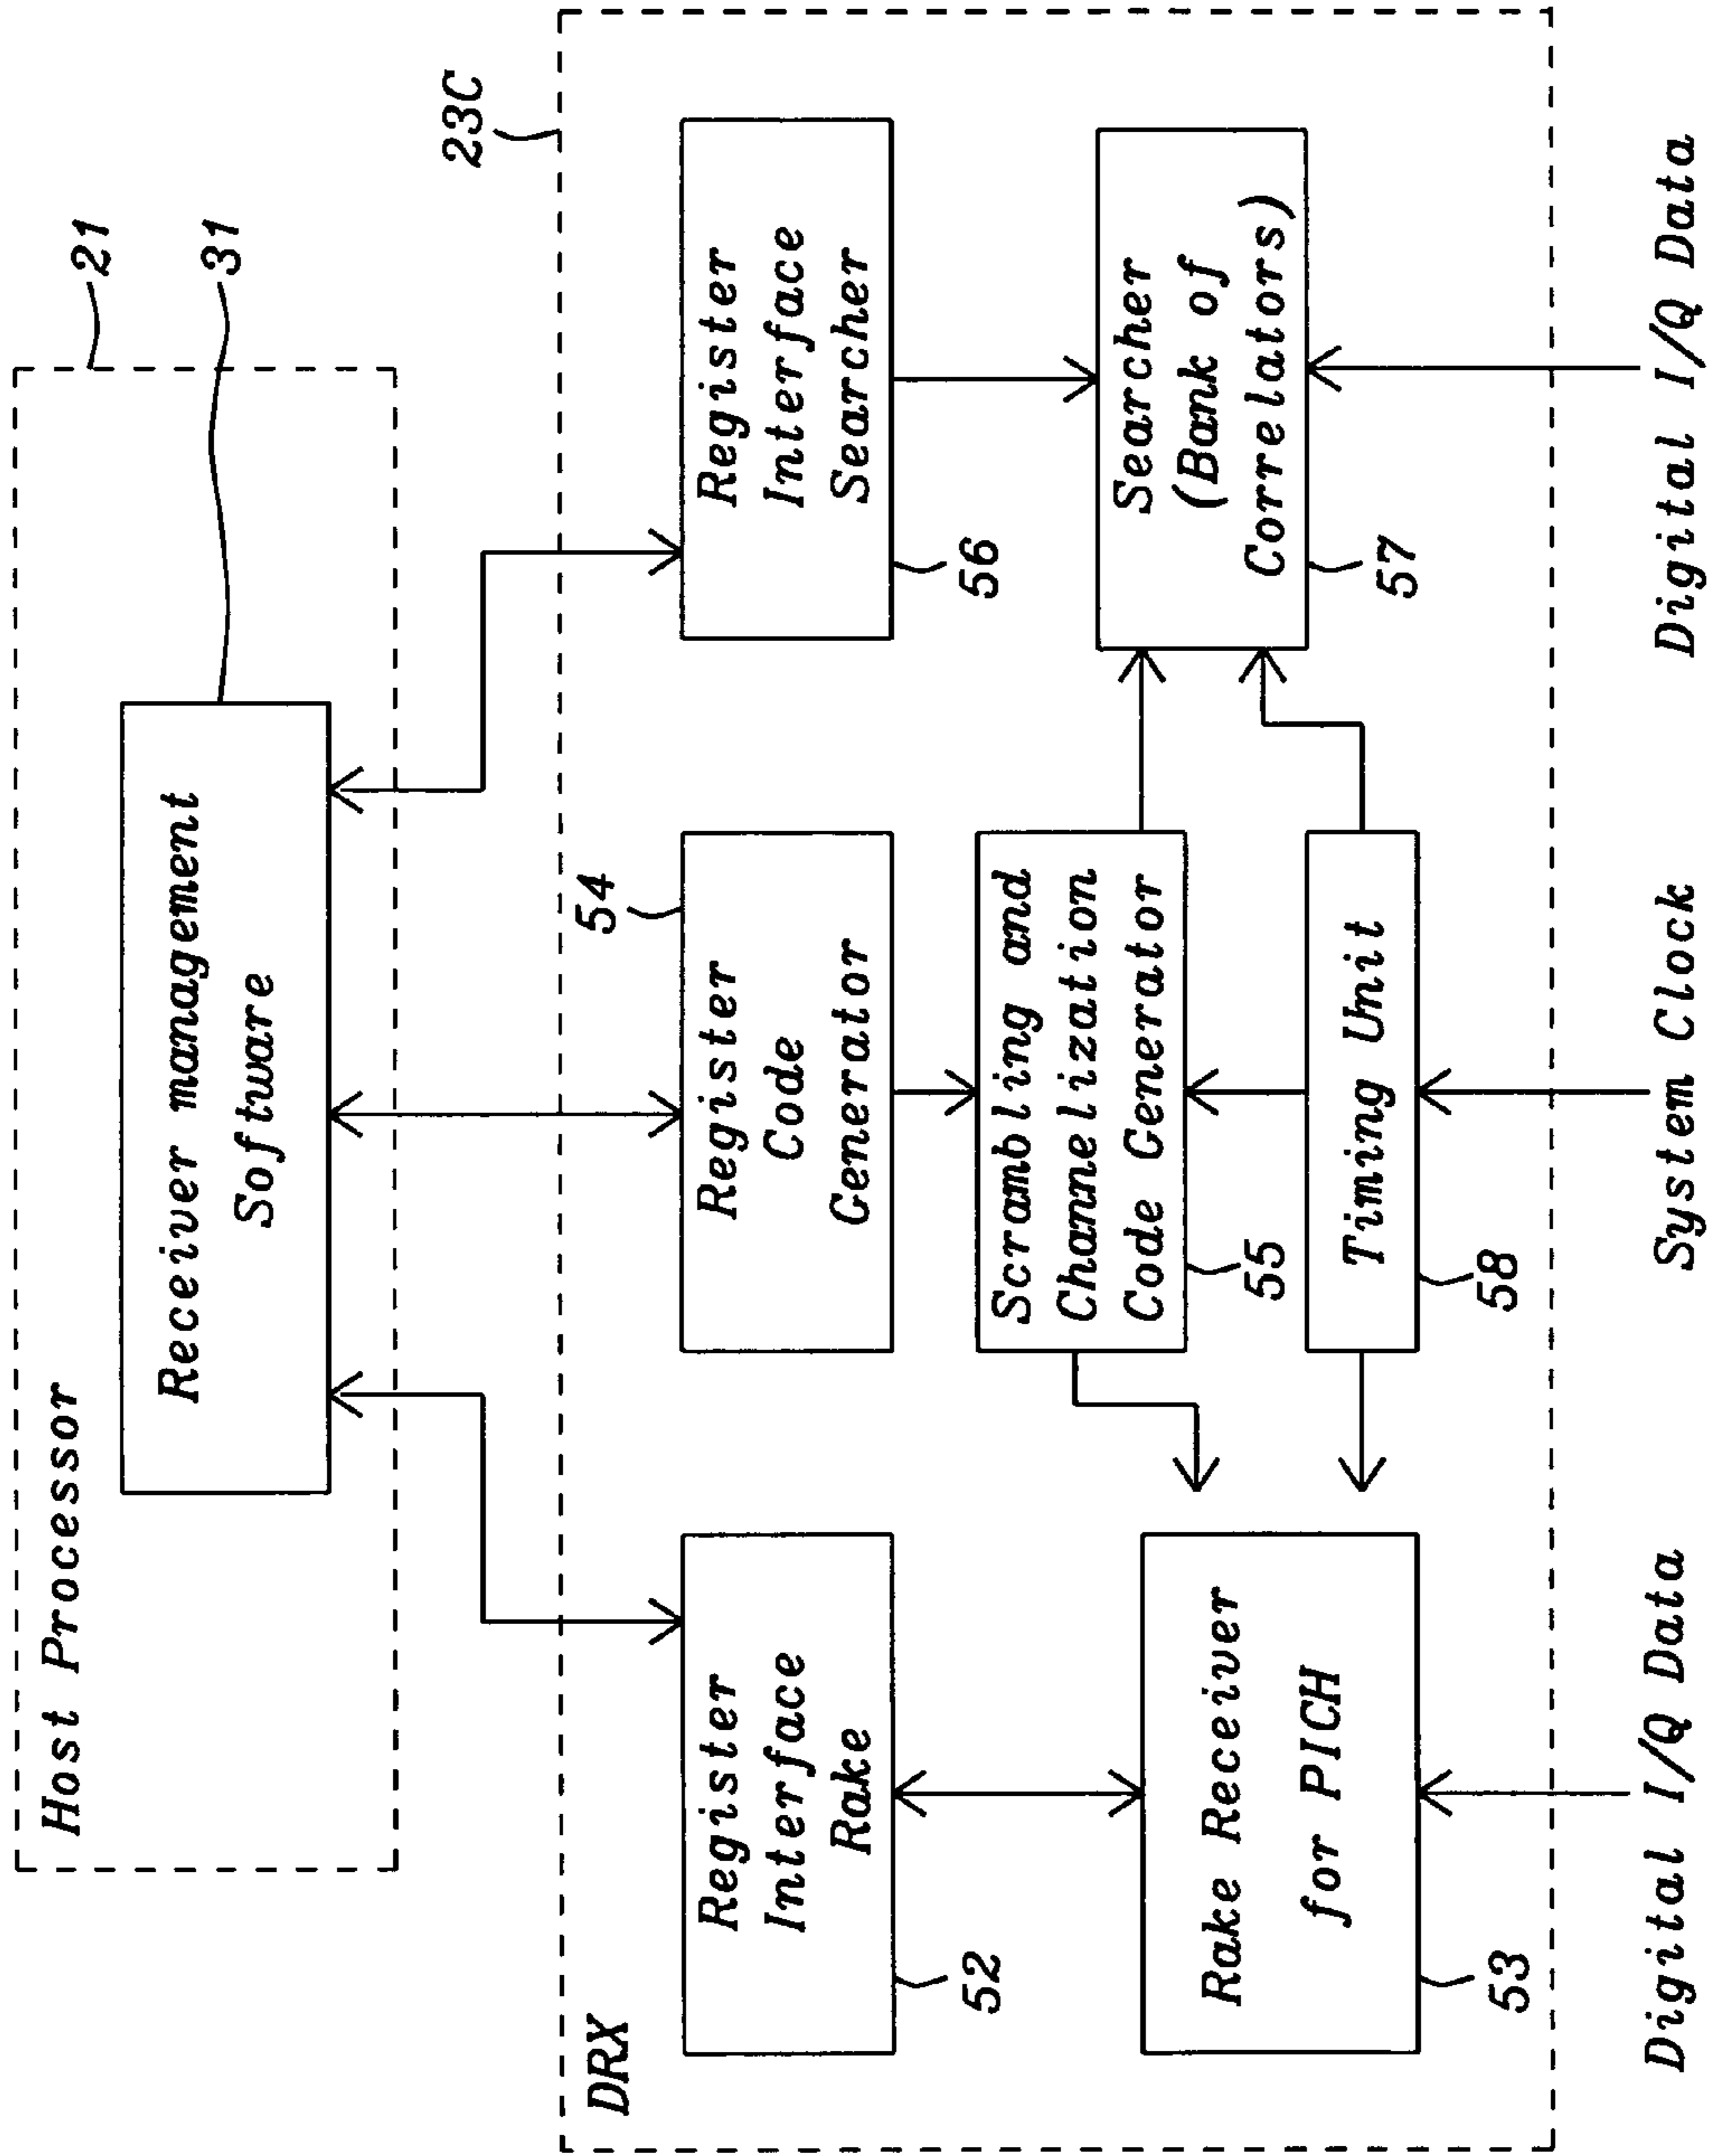 Host Processor
21
Receiver management
Software
31
23C
DRX
Register
Interface
Rake
52
Register
Code
Generator
54
Register
Interface
Searcher
56
Rake Receiver
for PICH
53
Scrambling and
Channelization
Code Generator
55
Timing Unit
58
Searcher
(Bank of
Correlators)
57
Digital I/Q Data
System Clock
Digital I/Q Data